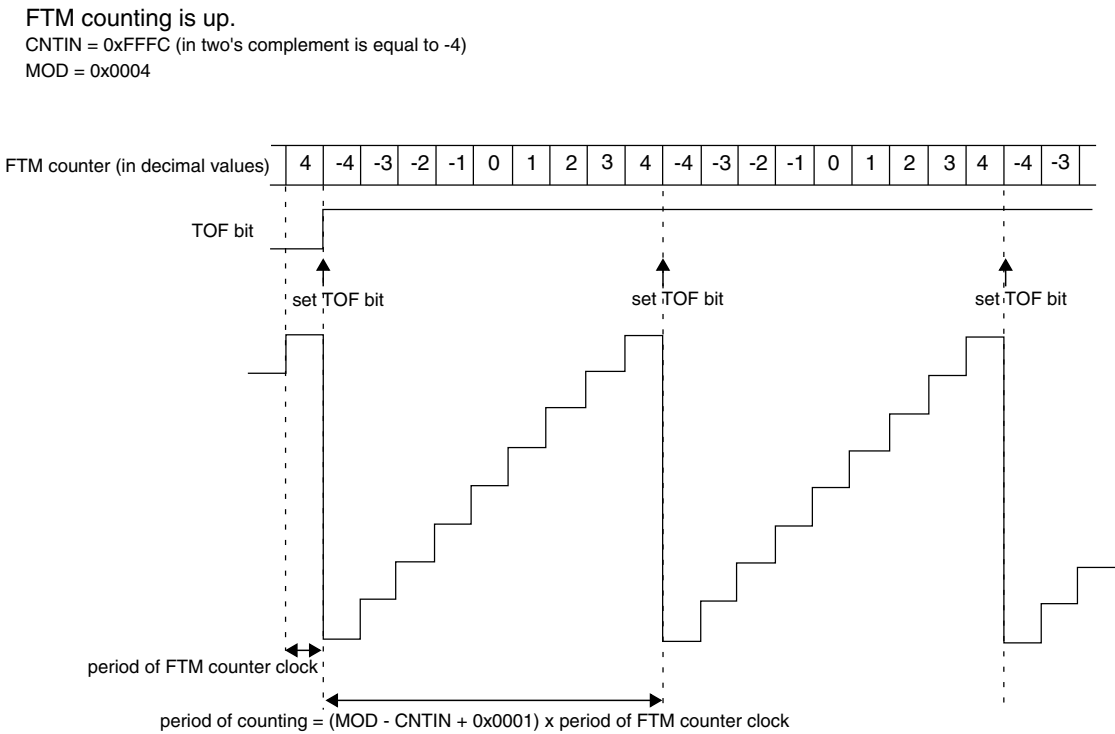 FTM counting is up.
CNTIN = 0xFFFC (in two's complement is equal to -4)
MOD = 0x0004
FTM counter (in decimal values) 4 -4 -3 -2 -1 0 1 2 3 4 -4 -3 -2 -1 0 1 2 3 4 -4 -3
TOF bit
set TOF bit set TOF bit set TOF bit
period of FTM counter clock
period of counting = (MOD - CNTIN + 0x0001) x period of FTM counter clock